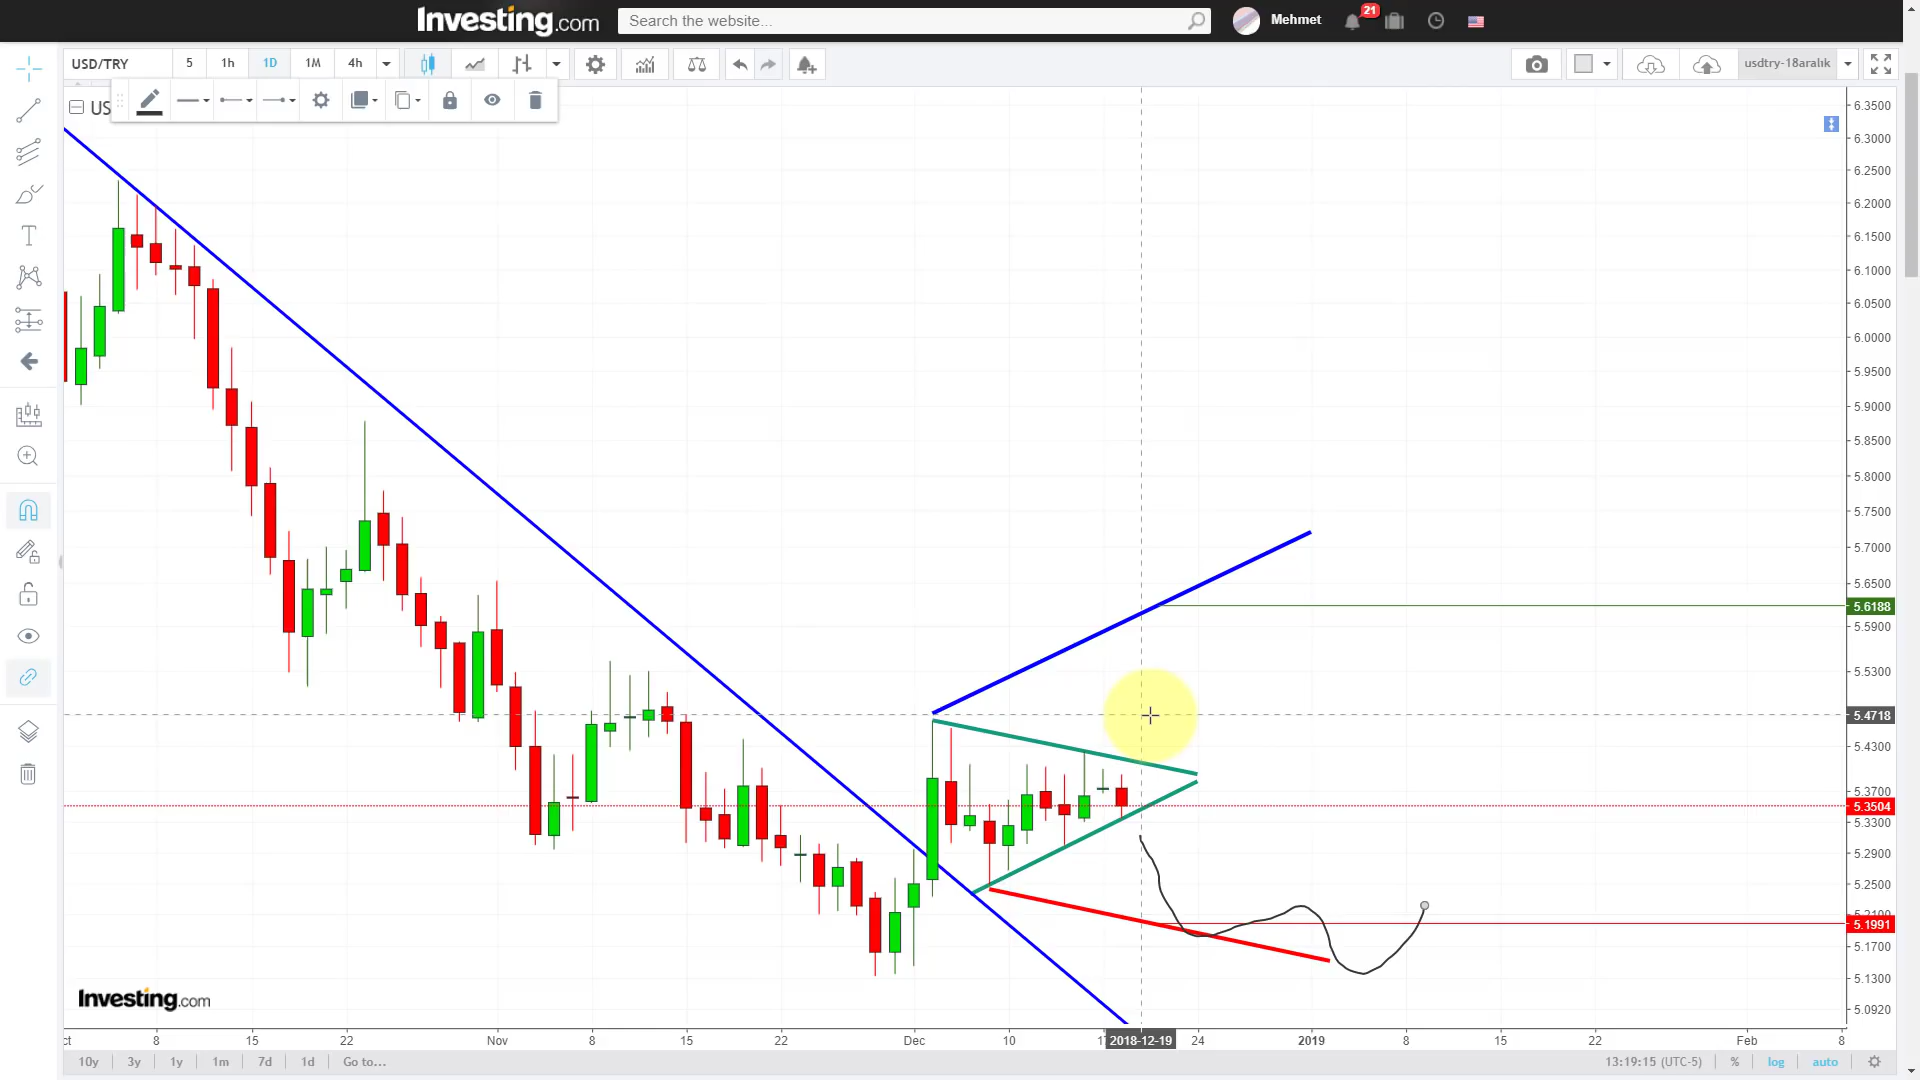 Investing.com
Search the website...
Mehmet
21
USD/TRY
5
1h
1D
1M
4h
usdtry-18aralık
US
6.3500
6.3000
6.2500
6.2000
6.1500
6.1000
6.0500
6.0000
5.9500
5.9000
5.8500
5.8000
5.7500
5.7000
5.6500
5.6188
5.5900
5.5300
5.4718
5.4300
5.3700
5.3504
5.3300
5.2900
5.2500
5.1991
5.1700
5.1300
5.0920
Investing.com
8
15
22
Nov
8
15
22
Dec
10
2018-12-19
24
2019
8
15
22
Feb
8
10y
3y
1y
1m
7d
1d
Go to...
13:19:15 (UTC-5)
%
log
auto